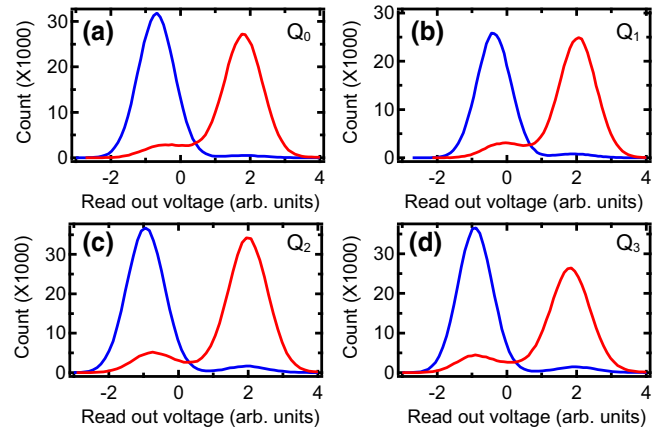 (a)
Q0
Count (X1000)
30
20
10
0
-2
0
2
4
Read out voltage (arb. units)
(b)
Q1
Count (X1000)
30
20
10
0
-2
0
2
4
Read out voltage (arb. units)
(c)
Q2
Count (X1000)
30
20
10
0
-2
0
2
4
Read out voltage (arb. units)
(d)
Q3
Count (X1000)
30
20
10
0
-2
0
2
4
Read out voltage (arb. units)